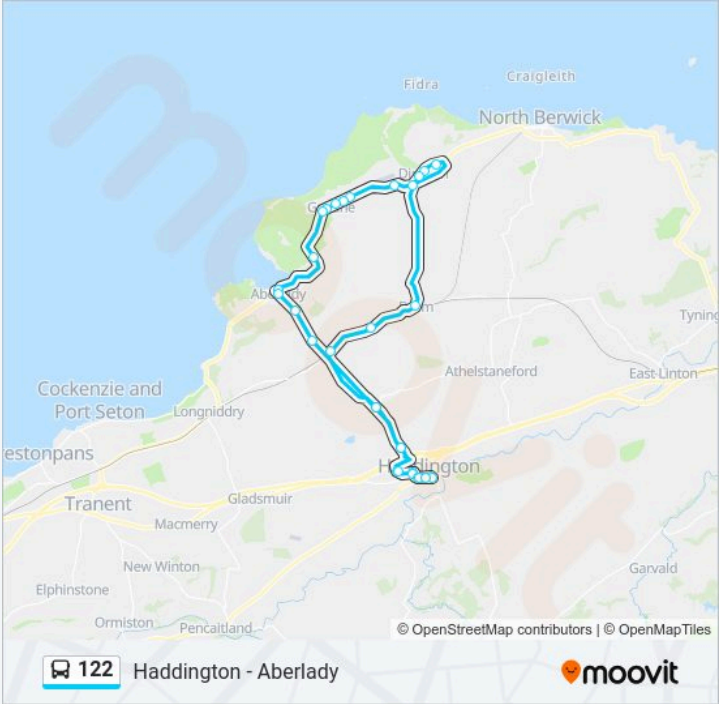 Fidra
Craigleith
North Berwick
Aberlady
Cockenzie and
Port Seton
Longniddry
Athelstaneford
East Linton
Tyning
estonpans
Haddington
Tranent
Gladsmuir
Macmerry
New Winton
Elphinstone
Ormiston
Pencaitland
Garvald
© OpenStreetMap contributors | © OpenMapTiles
122 Haddington - Aberlady
moovit